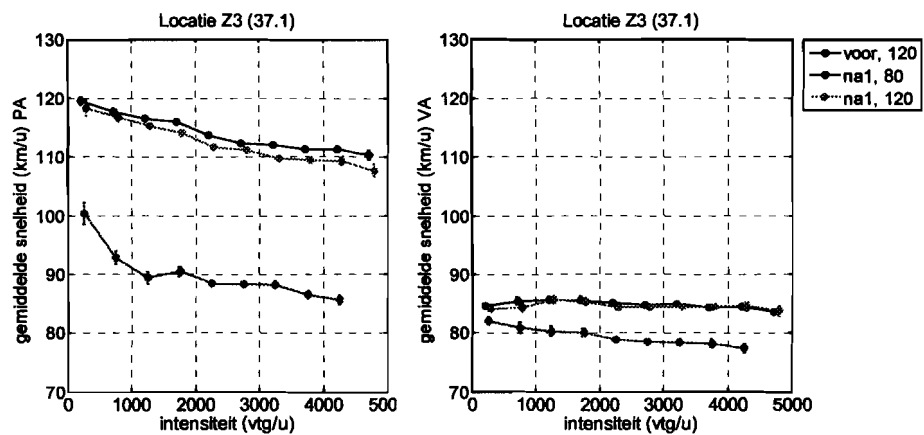 Locatie Z3 (37.1)
gemiddelde snelheid (km/u) PA
130
120
110
100
90
80
70
0 1000 2000 3000 4000 500
intensiteit (vtg/u)
Locatie Z3 (37.1)
gemiddelde snelheid (km/u) VA
130
120
110
100
90
80
70
0 1000 2000 3000 4000 5000
intensiteit (vtg/u)
voor, 120
na1, 80
na1, 120